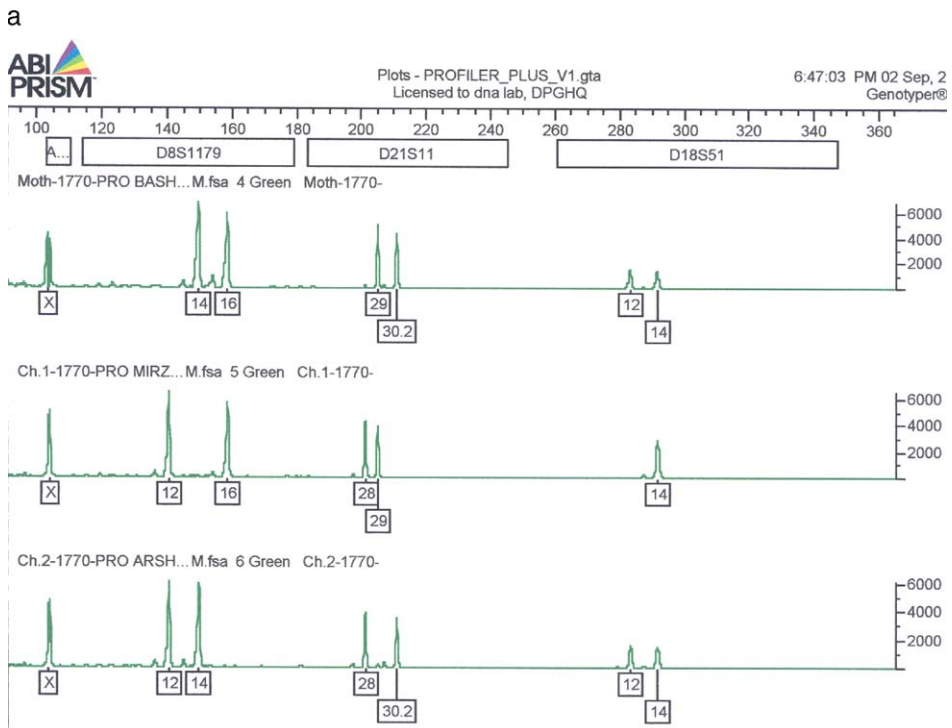 a
ABI PRISM
Plots - PROFILER_PLUS_V1.gta 6:47:03 PM 02 Sep, 2
Licensed to dna lab, DPGHQ Genotyper®
100 120 140 160 180 200 220 240 260 280 300 320 340 360
A... D8S1179 D21S11 D18S51
Moth-1770-PRO BASH...M.fsa 4 Green Moth-1770-
6000
4000
2000
X 14 16 29 12
30.2 14
Ch.1-1770-PRO MIRZ...M.fsa 5 Green Ch.1-1770-
6000
4000
2000
X 12 16 28 14
29
Ch.2-1770-PRO ARSH...M.fsa 6 Green Ch.2-1770-
6000
4000
2000
X 12 14 28 12
30.2 14